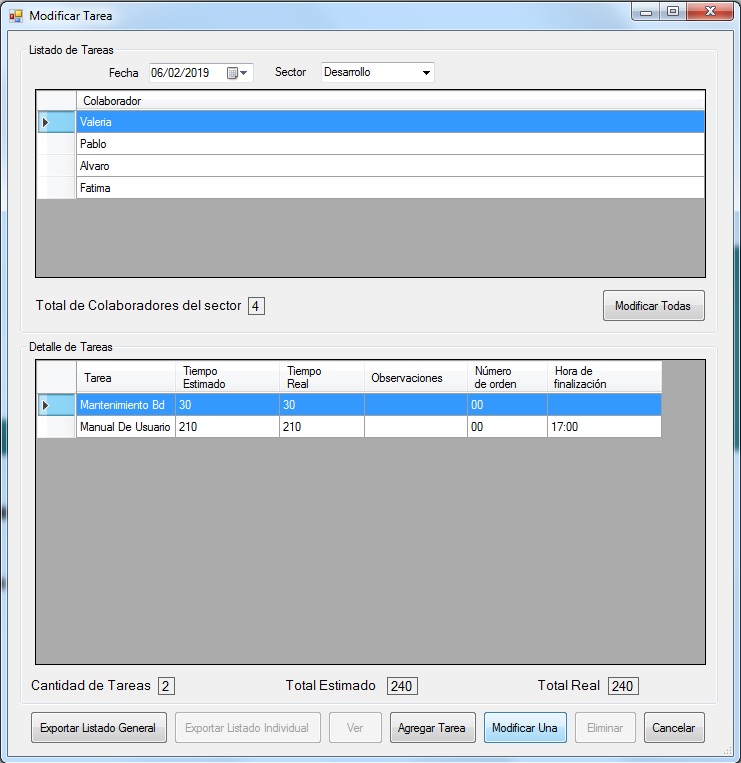 Modificar Tarea
Listado de Tareas
Fecha 06/02/2019 Sector Desarrollo
Colaborador
Valeria
Pablo
Alvaro
Fatima
Total de Colaboradores del sector 4 Modificar Todas
Detalle de Tareas
Tarea Tiempo Estimado Tiempo Real Observaciones Número de orden Hora de finalización
Mantenimiento Bd 30 30 00
Manual De Usuario 210 210 00 17:00
Cantidad de Tareas 2 Total Estimado 240 Total Real 240
Exportar Listado General Exportar Listado Individual Ver Agregar Tarea Modificar Una Eliminar Cancelar